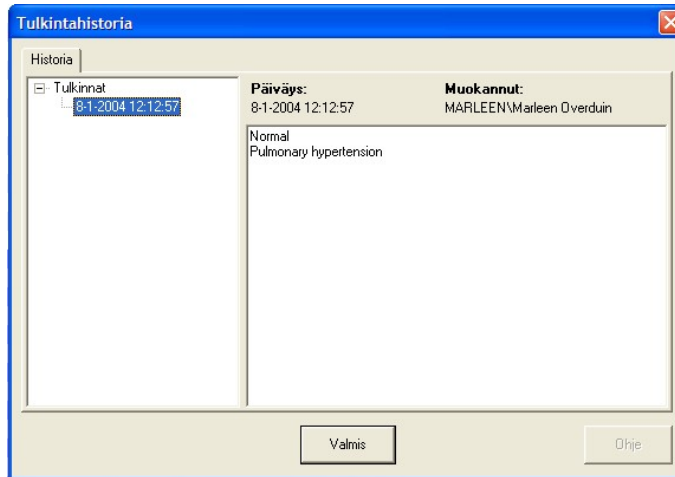 Tulkintahistoria
Historia
Tulkinnat
8-1-2004 12:12:57
Päiväys:
8-1-2004 12:12:57
Muokannut:
MARLEEN\Marleen Overduin
Normal
Pulmonary hypertension
Valmis
Ohje